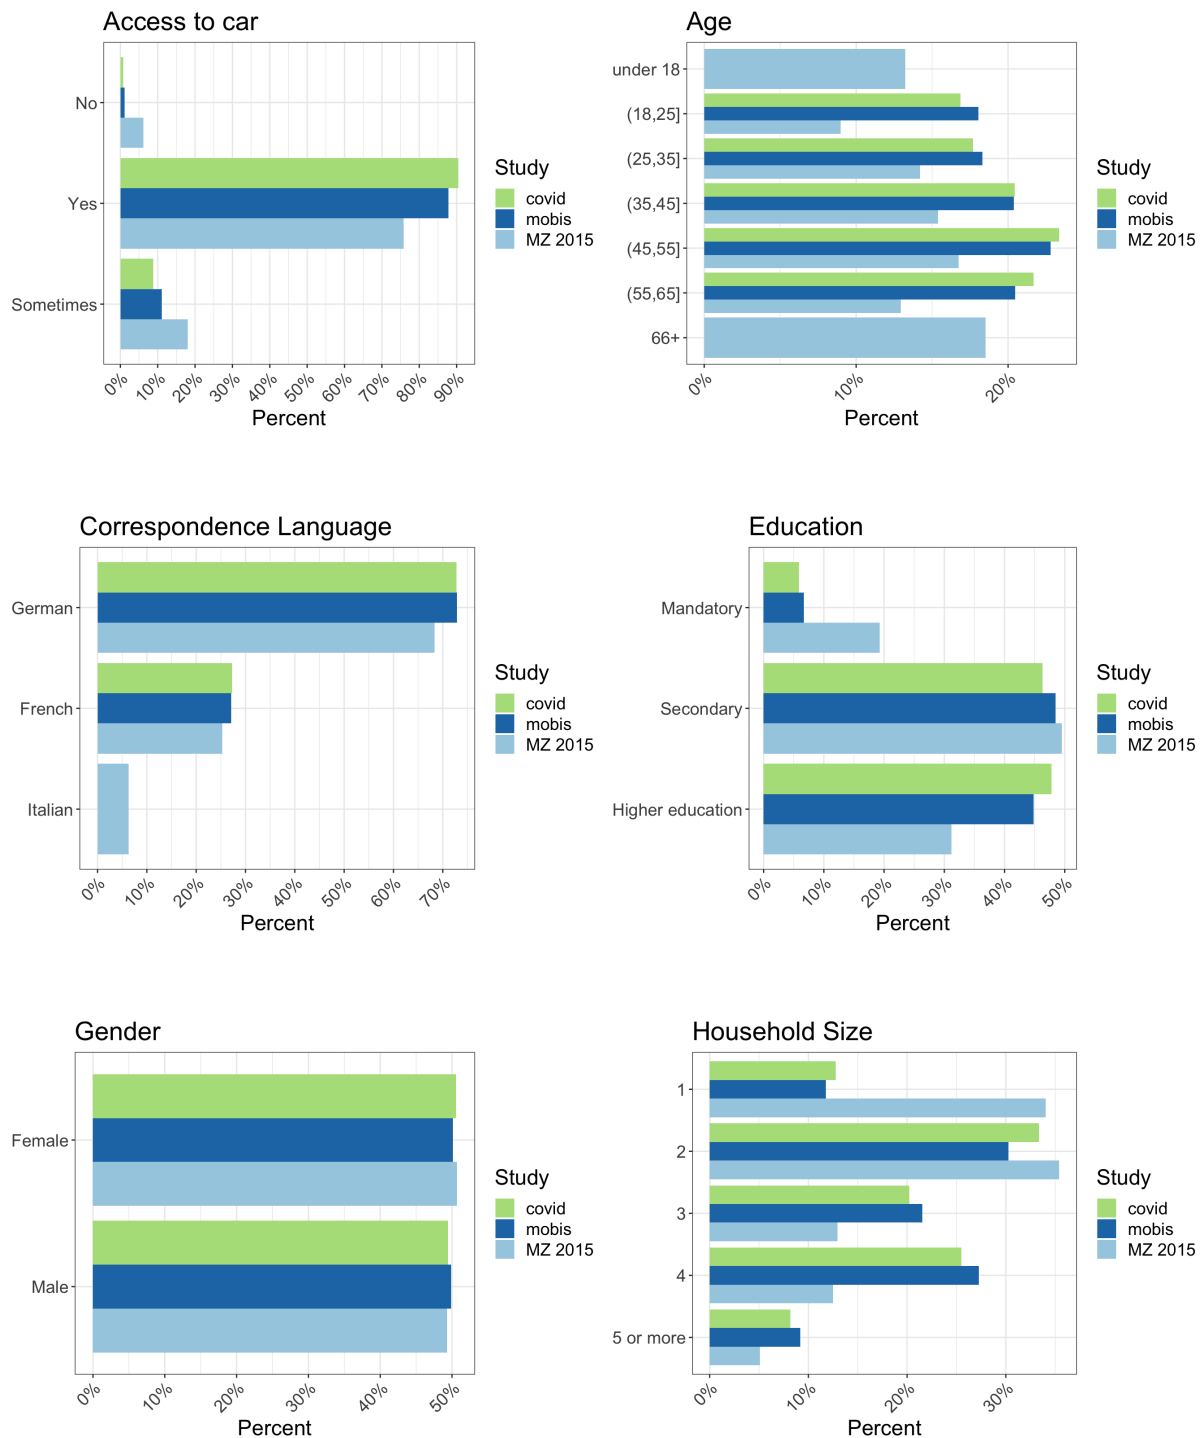 Access to car
No
Yes
Sometimes
0% 10% 20% 30% 40% 50% 60% 70% 80% 90%
Percent
Study
covid
mobis
MZ 2015
Age
under 18
(18,25]
(25,35]
(35,45]
(45,55]
(55,65]
66+
0% 10% 20%
Percent
Study
covid
mobis
MZ 2015
Correspondence Language
German
French
Italian
0% 10% 20% 30% 40% 50% 60% 70%
Percent
Study
covid
mobis
MZ 2015
Education
Mandatory
Secondary
Higher education
0% 10% 20% 30% 40% 50%
Percent
Study
covid
mobis
MZ 2015
Gender
Female
Male
0% 10% 20% 30% 40% 50%
Percent
Study
covid
mobis
MZ 2015
Household Size
1
2
3
4
5 or more
0% 10% 20% 30%
Percent
Study
covid
mobis
MZ 2015